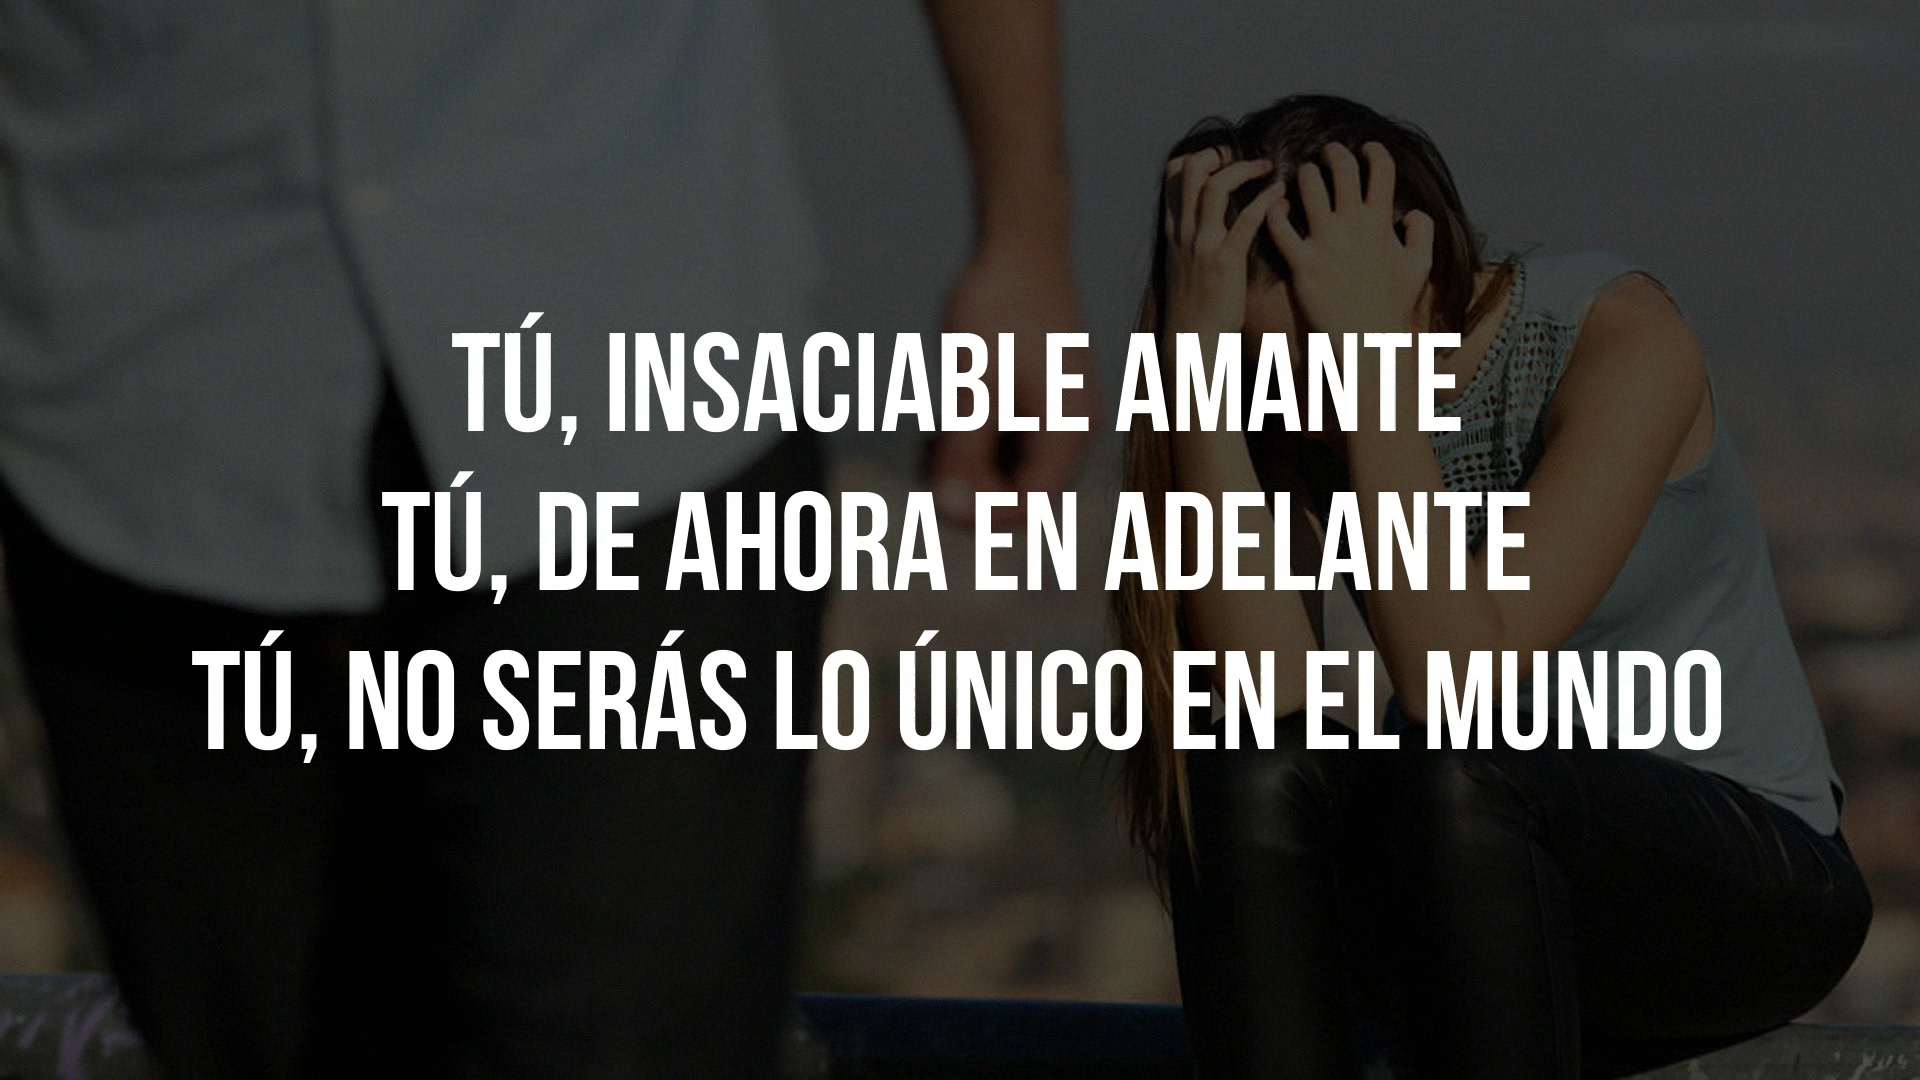 TÚ, INSACIABLE AMANTE
TÚ, DE AHORA EN ADELANTE
TÚ, NO SERÁS LO ÚNICO EN EL MUNDO